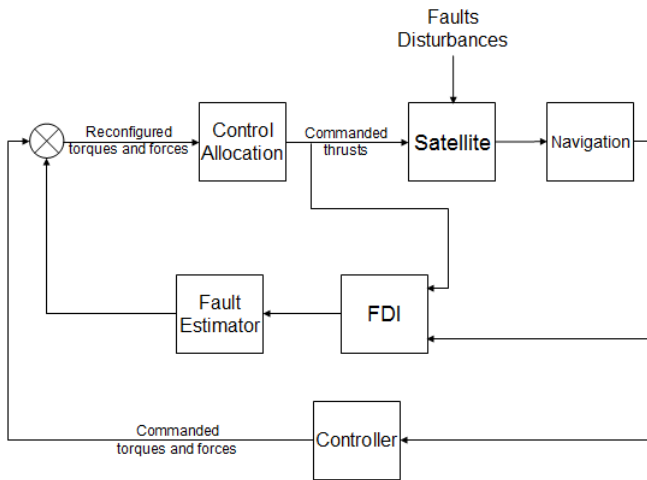 Faults
Disturbances
Reconfigured
torques and forces
Control
Allocation
Commanded
thrusts
Satellite
Navigation
Fault
Estimator
FDI
Commanded
torques and forces
Controller